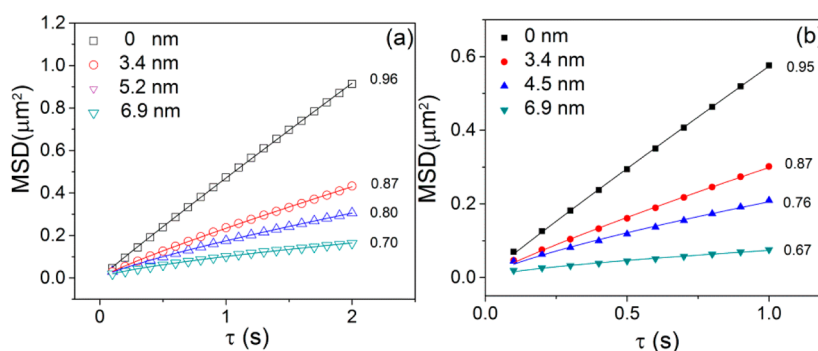 (a)
MSD(μm²)
1.2
1.0
0.8
0.6
0.4
0.2
0.0
0 nm
3.4 nm
5.2 nm
6.9 nm
0.96
0.87
0.80
0.70
0 1 2
τ (s)
(b)
MSD(μm²)
0.6
0.4
0.2
0.0
0 nm
3.4 nm
4.5 nm
6.9 nm
0.95
0.87
0.76
0.67
0.0 0.5 1.0
τ (s)